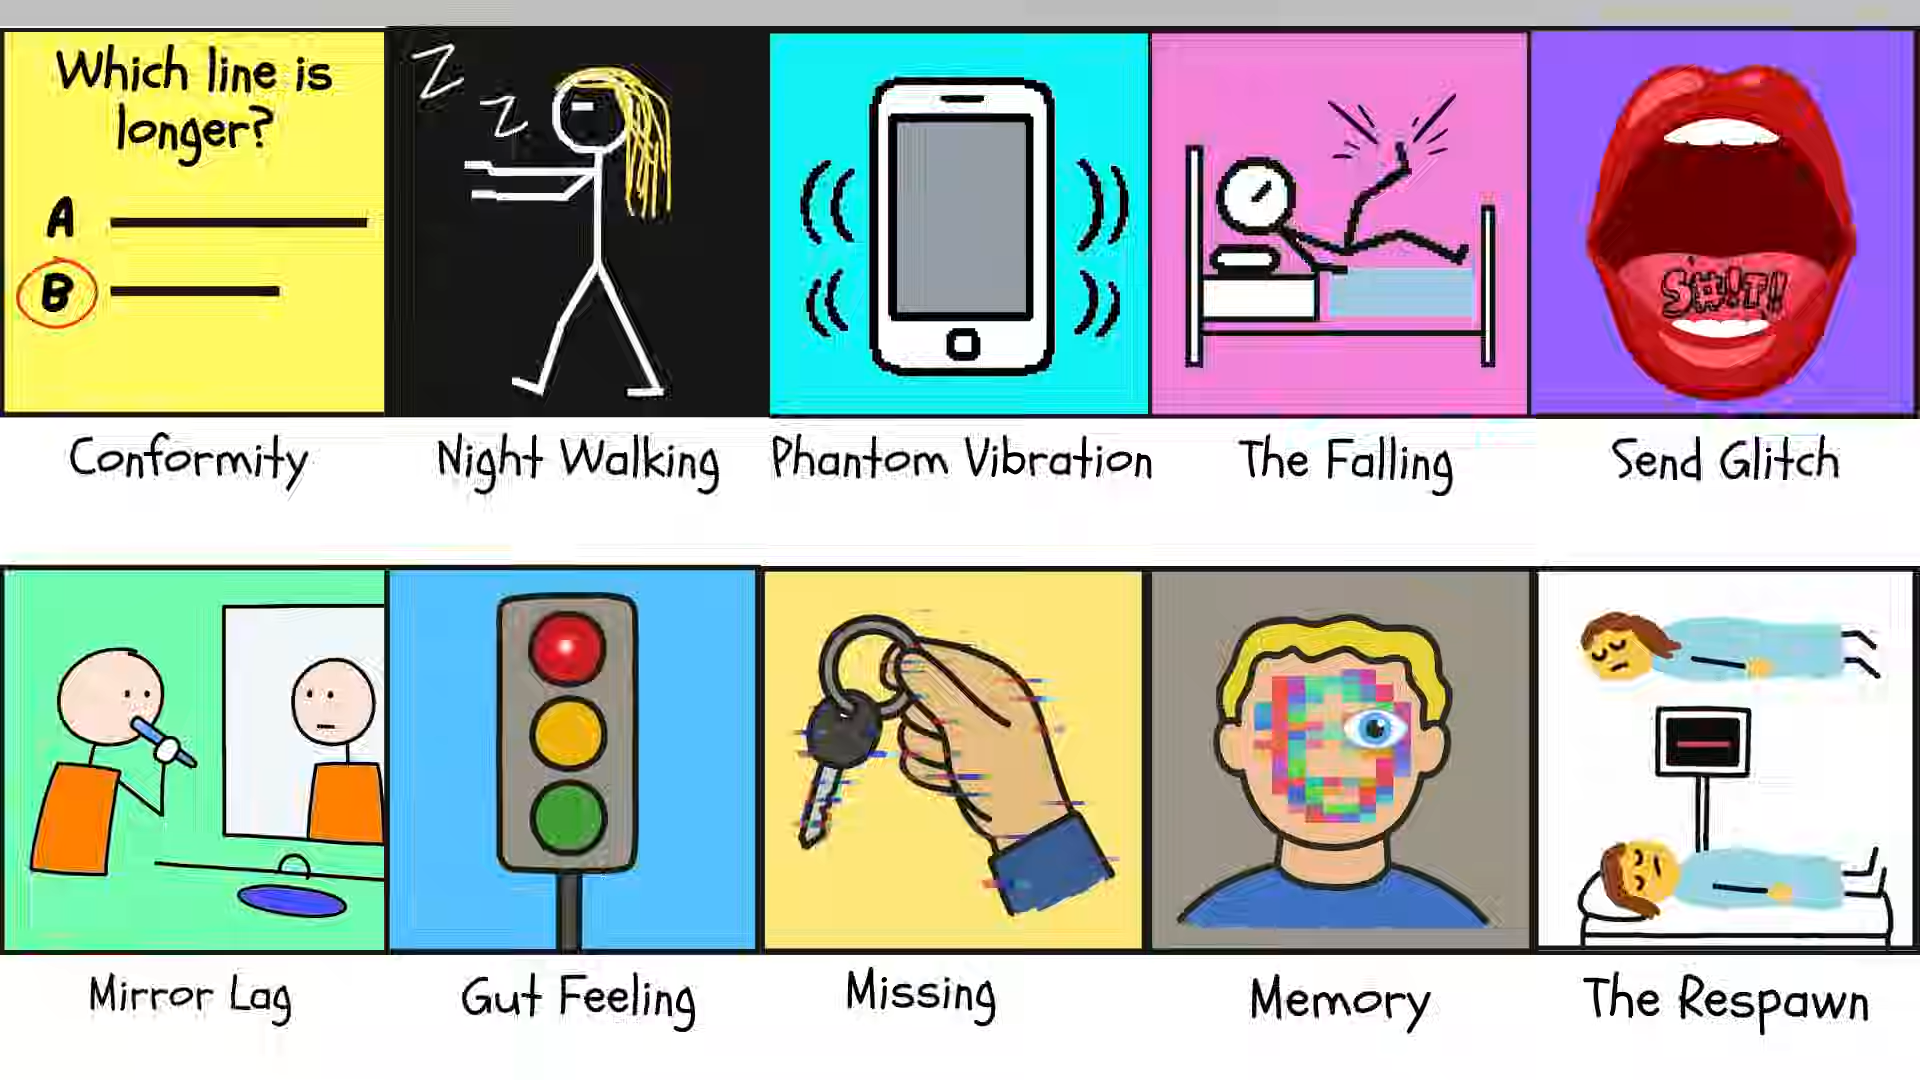 Which line is
longer?
A
B
Z
Z
S#!T!
Conformity
Night Walking
Phantom Vibration
The Falling
Send Glitch
Mirror Lag
Gut Feeling
Missing
Memory
The Respawn